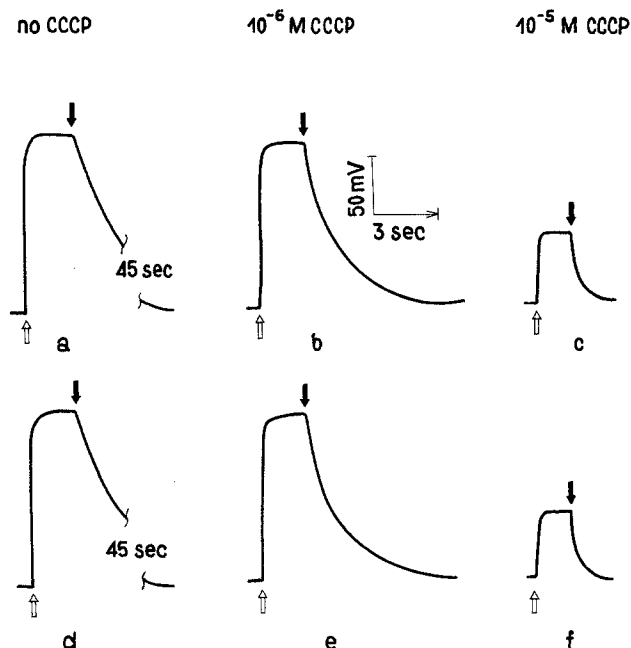 no CCCP
10⁻⁶ M CCCP
10⁻⁵ M CCCP
50 mV
3 sec
45 sec
a
b
c
45 sec
d
e
f